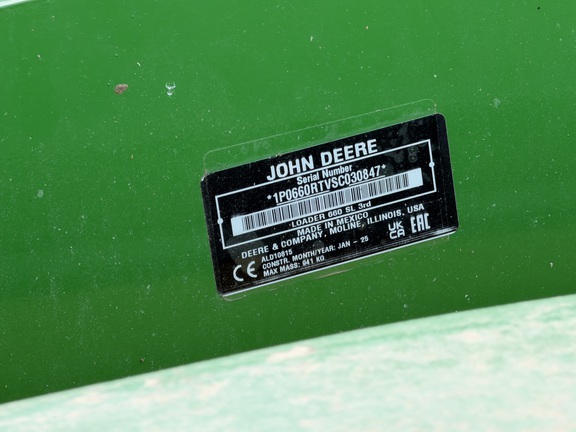 JOHN DEERE
Serial Number
*1P0660RTVSC030847*
LOADER 660 SL 3rd
MADE IN MEXICO
DEERE & COMPANY, MOLINE, ILLINOIS, USA
ALD10815
CONSTR. MONTH/YEAR: JAN - 25
MAX MASS: 641 KG
CE
UK
CA
EAC